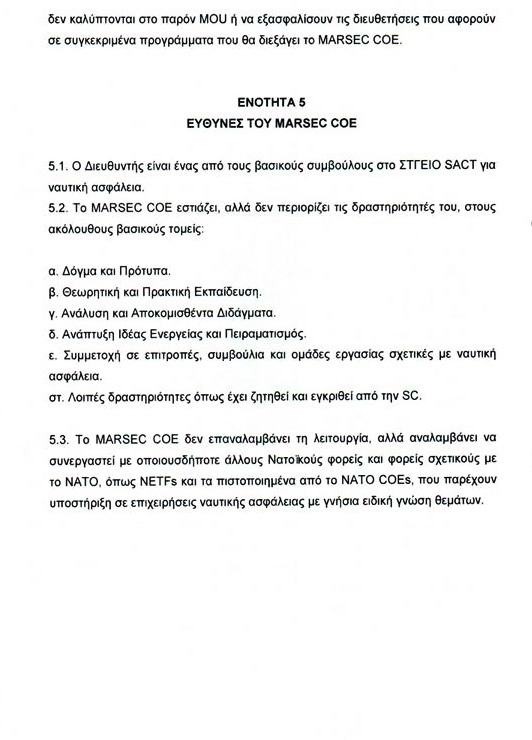 δεν καλύπτονται στο παρόν MOU ή να εξασφαλίσουν τις διευθετήσεις που αφορούν
σε συγκεκριμένα προγράμματα που θα διεξάγει το MARSEC COE.
ΕΝΟΤΗΤΑ 5
ΕΥΘΥΝΕΣ ΤΟΥ MARSEC COE
5.1. Ο Διευθυντής είναι ένας από τους βασικούς συμβούλους στο ΣΤΓΕΙΟ SACT για
ναυτική ασφάλεια.
5.2. Το MARSEC COE εστιάζει, αλλά δεν περιορίζει τις δραστηριότητές του, στους
ακόλουθους βασικούς τομείς:
α. Δόγμα και Πρότυπα.
β. Θεωρητική και Πρακτική Εκπαίδευση.
γ. Ανάλυση και Αποκομισθέντα Διδάγματα.
δ. Ανάπτυξη Ιδέας Ενεργείας και Πειραματισμός.
ε. Συμμετοχή σε επιτροπές, συμβούλια και ομάδες εργασίας σχετικές με ναυτική
ασφάλεια.
στ. Λοιπές δραστηριότητες όπως έχει ζητηθεί και εγκριθεί από την SC.
5.3. Το MARSEC COE δεν επαναλαμβάνει τη λειτουργία, αλλά αναλαμβάνει να
συνεργαστεί με οποιουσδήποτε άλλους Νατοϊκούς φορείς και φορείς σχετικούς με
το ΝΑΤΟ, όπως NETFs και τα πιστοποιημένα από το ΝΑΤΟ COEs, που παρέχουν
υποστήριξη σε επιχειρήσεις ναυτικής ασφάλειας με γνήσια ειδική γνώση θεμάτων.